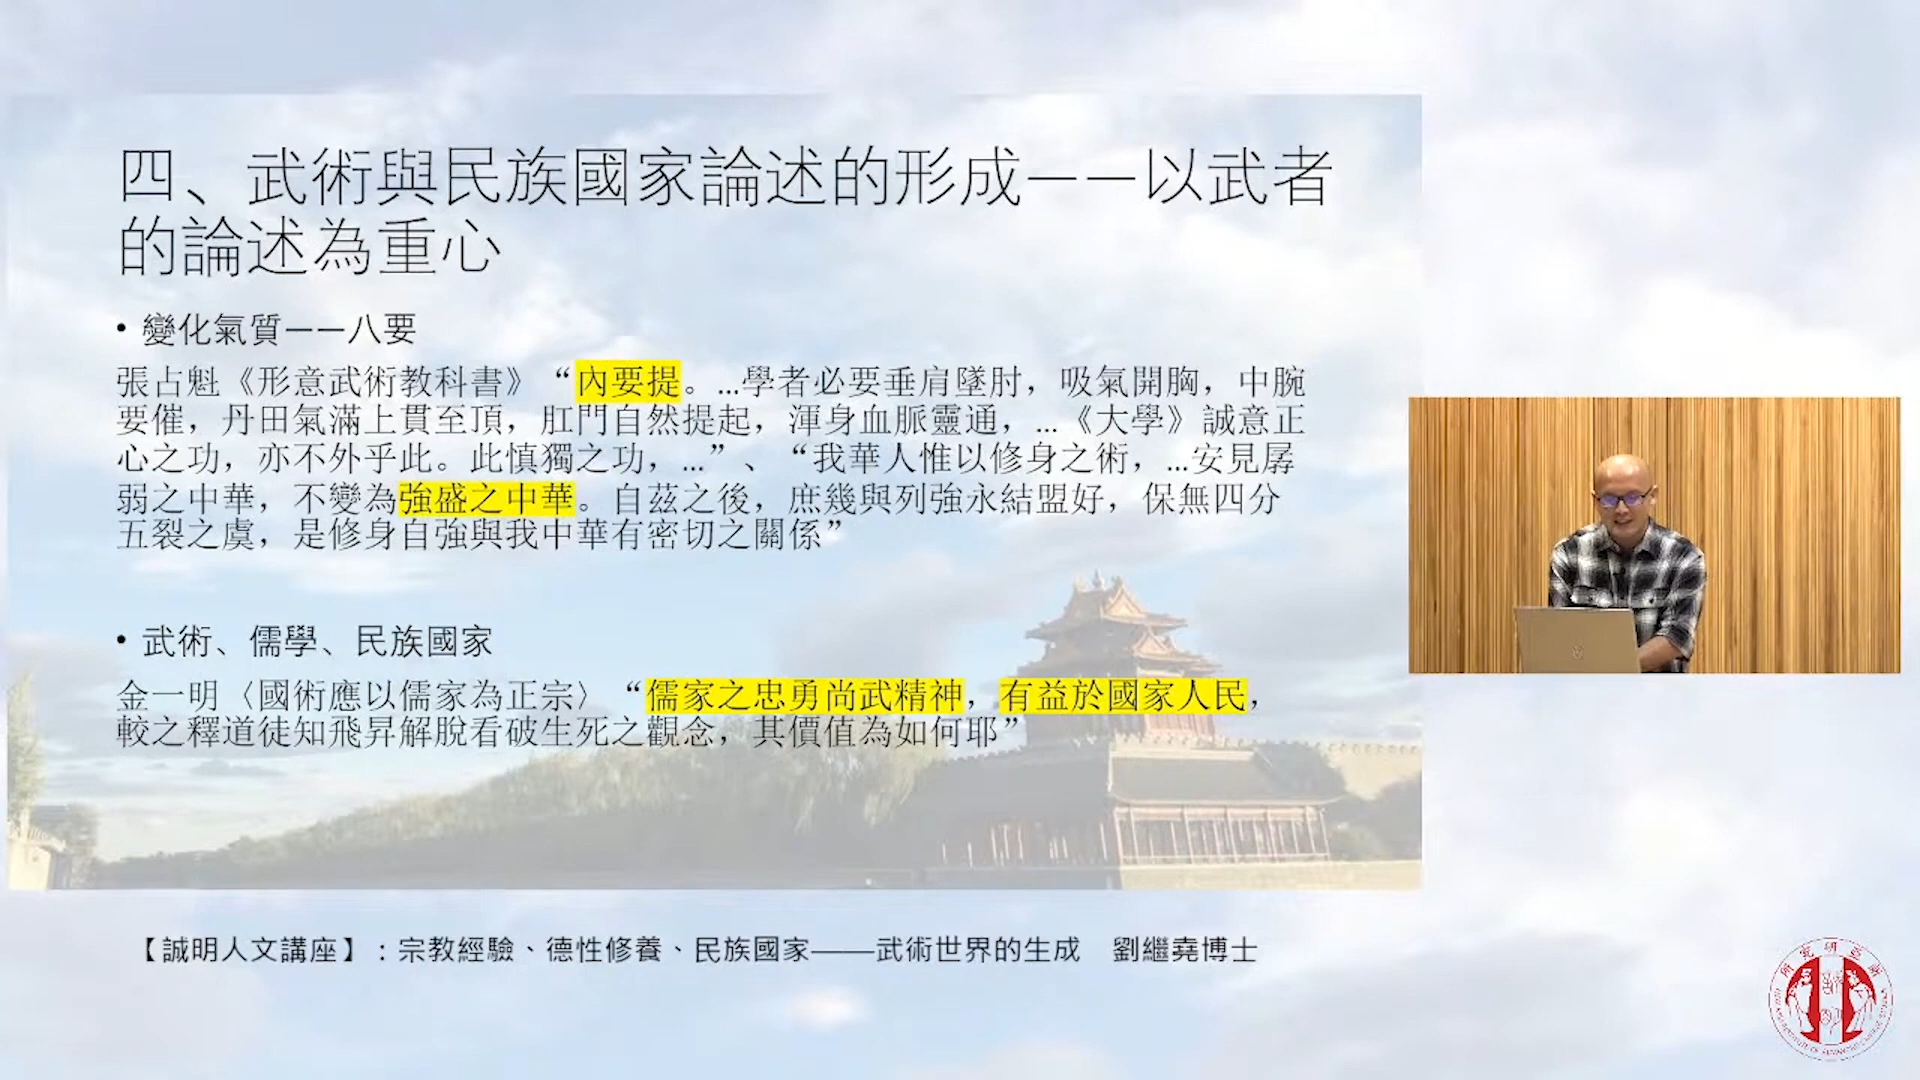 四、武術與民族國家論述的形成——以武者
的論述為重心
• 變化氣質——八要
張占魁《形意武術教科書》“內要提。…學者必要垂肩墜肘，吸氣開胸，中腕
要催，丹田氣滿上貫至頂，肛門自然提起，渾身血脈靈通，…《大學》誠意正
心之功，亦不外乎此。此慎獨之功，…”、“我華人惟以修身之術，…安見孱
弱之中華，不變為強盛之中華。自茲之後，庶幾與列強永結盟好，保無四分
五裂之虞，是修身自強與我中華有密切之關係”
• 武術、儒學、民族國家
金一明〈國術應以儒家為正宗〉“儒家之忠勇尚武精神，有益於國家人民，
較之釋道徒知飛昇解脫看破生死之觀念，其價值為如何耶”
【誠明人文講座】：宗教經驗、德性修養、民族國家——武術世界的生成　劉繼堯博士